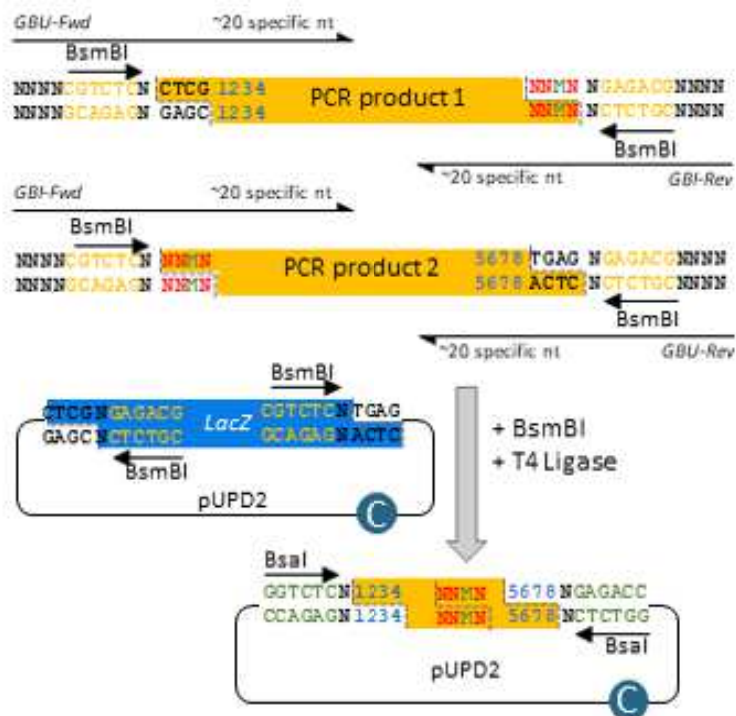 GBU-Fwd ~20 specific nt
BsmBI
NNNNCGTCTCN CTCG 1234 PCR product 1 NNMN NGAGACGNNNN
NNNNGCAGAGN GAGC 1234 NNMN NCTCTGCNNNN
BsmBI
~20 specific nt GBI-Rev
GBI-Fwd ~20 specific nt
BsmBI
NNNNCGTCTCN NNMN PCR product 2 5678 TGAG NGAGACGNNNN
NNNNGCAGAGN NNMN 5678 ACTC NCTCTGCNNNN
BsmBI
~20 specific nt GBU-Rev
BsmBI
CTCGNGAGACG LacZ CGTCTCNTGAG
GAGCNCTCTGC GCAGAGNACTC
BsmBI
pUPD2
C
+ BsmBI
+ T4 Ligase
BsaI
GGTCTCN1234 NNMN 5678NGAGACC
CCAGAGN1234 NNMN 5678NCTCTGG
BsaI
pUPD2
C